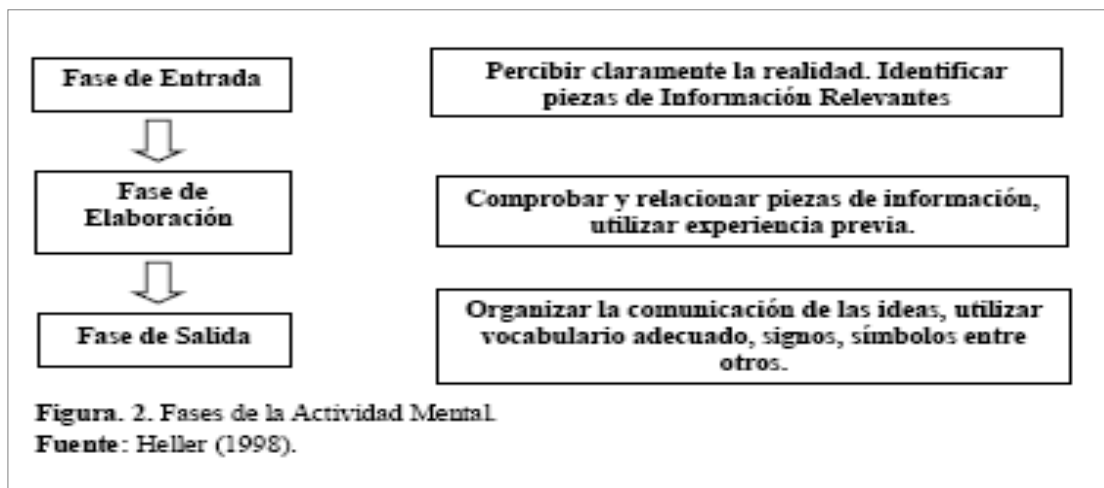 Fase de Entrada
Percibir claramente la realidad. Identificar
piezas de Información Relevantes
Fase de
Elaboración
Comprobar y relacionar piezas de información,
utilizar experiencia previa.
Fase de Salida
Organizar la comunicación de las ideas, utilizar
vocabulario adecuado, signos, símbolos entre
otros.
Figura. 2. Fases de la Actividad Mental.
Fuente: Heller (1998).